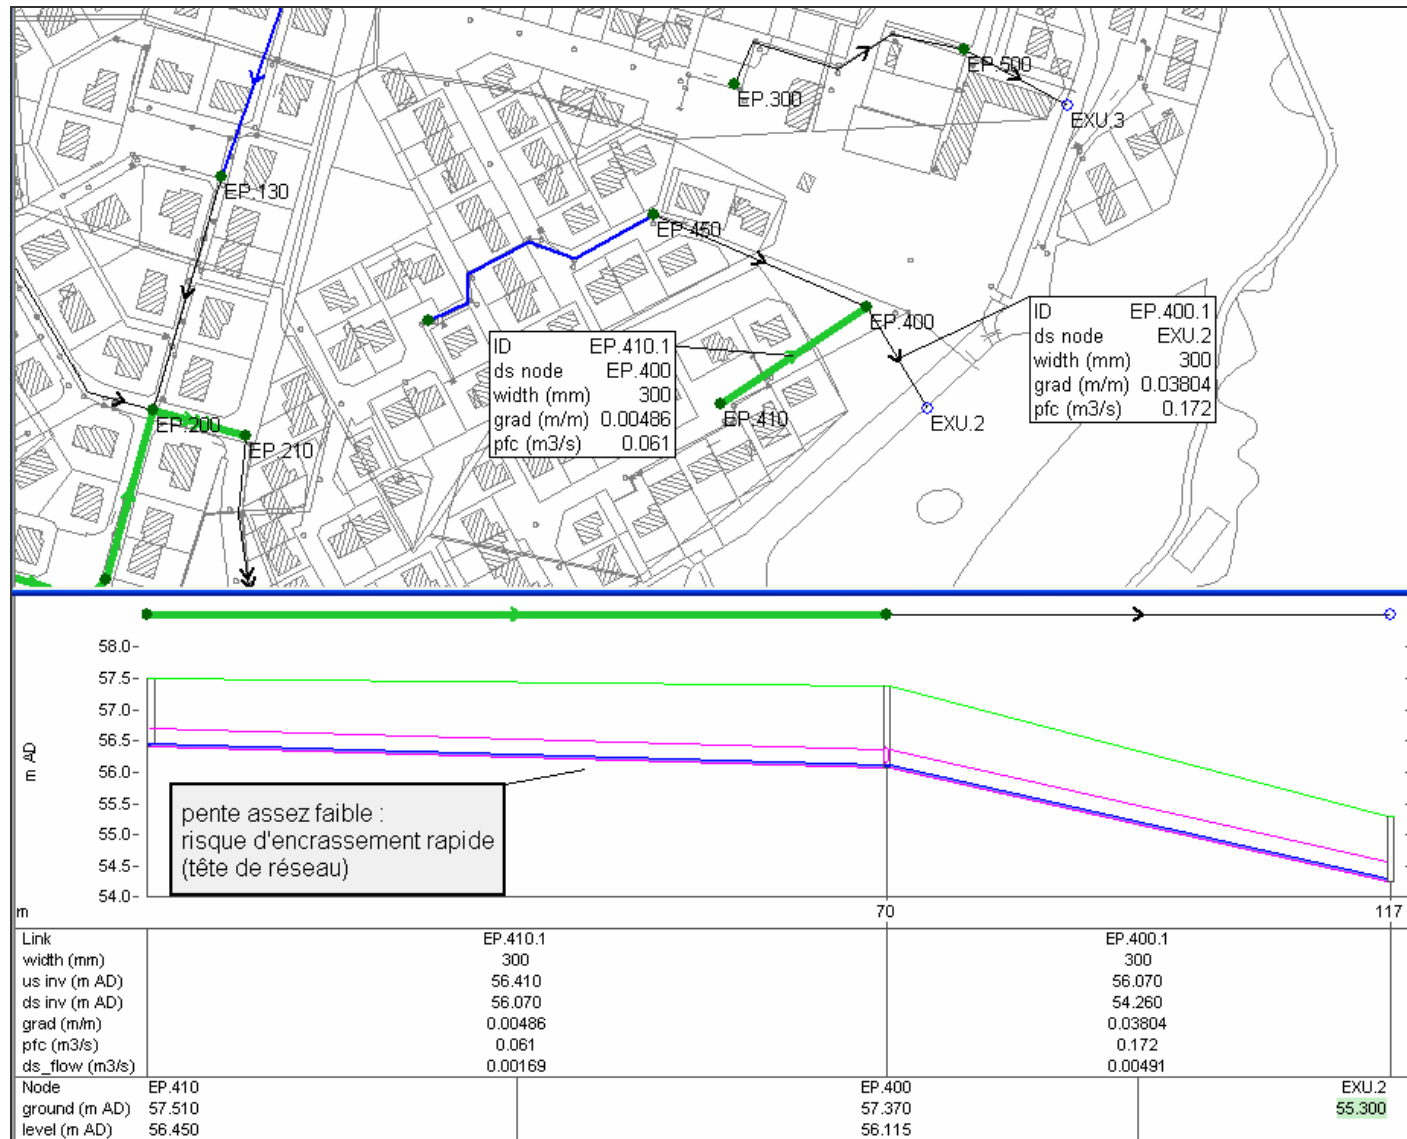 EP.500
EP.300
EXU.3
EP.130
EP.450
ID EP.400.1
ds node EXU.2
width (mm) 300
grad (m/m) 0.03804
pfc (m3/s) 0.172
EP.400
ID EP.410.1
ds node EP.400
width (mm) 300
grad (m/m) 0.00486
pfc (m3/s) 0.061
EP.410
EXU.2
EP.200
EP.210
58.0
57.5
57.0
56.5
56.0
55.5
55.0
54.5
54.0
m AD
pente assez faible :
risque d'encrassement rapide
(tête de réseau)
m 70 117
Link EP.410.1 EP.400.1
width (mm) 300 300
us inv (m AD) 56.410 56.070
ds inv (m AD) 56.070 54.260
grad (m/m) 0.00486 0.03804
pfc (m3/s) 0.061 0.172
ds_flow (m3/s) 0.00169 0.00491
Node EP.410 EP.400 EXU.2
ground (m AD) 57.510 57.370 55.300
level (m AD) 56.450 56.115